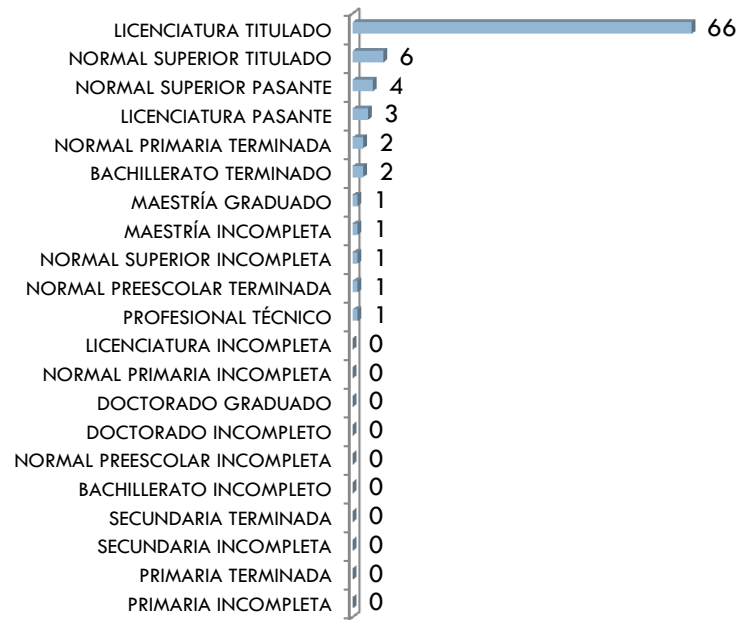 LICENCIATURA TITULADO 66
NORMAL SUPERIOR TITULADO 6
NORMAL SUPERIOR PASANTE 4
LICENCIATURA PASANTE 3
NORMAL PRIMARIA TERMINADA 2
BACHILLERATO TERMINADO 2
MAESTRÍA GRADUADO 1
MAESTRÍA INCOMPLETA 1
NORMAL SUPERIOR INCOMPLETA 1
NORMAL PREESCOLAR TERMINADA 1
PROFESIONAL TÉCNICO 1
LICENCIATURA INCOMPLETA 0
NORMAL PRIMARIA INCOMPLETA 0
DOCTORADO GRADUADO 0
DOCTORADO INCOMPLETO 0
NORMAL PREESCOLAR INCOMPLETA 0
BACHILLERATO INCOMPLETO 0
SECUNDARIA TERMINADA 0
SECUNDARIA INCOMPLETA 0
PRIMARIA TERMINADA 0
PRIMARIA INCOMPLETA 0